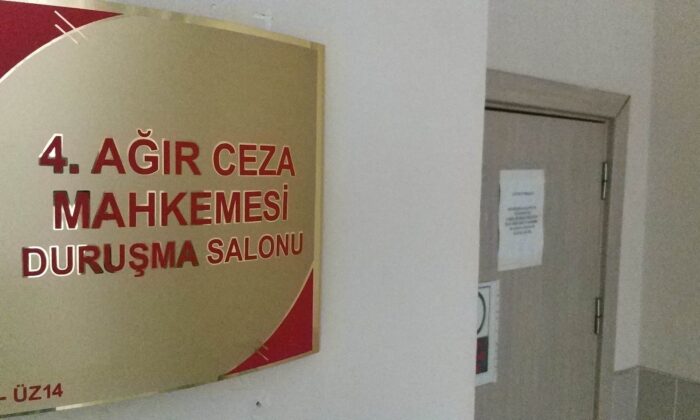 4. AĞIR CEZA
MAHKEMESİ
DURUŞMA SALONU
- ÜZ14